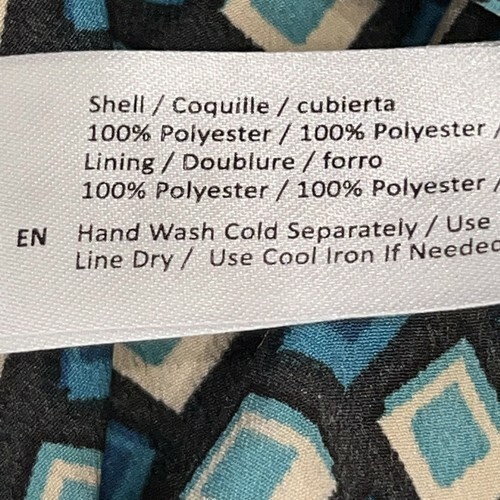 Shell / Coquille / cubierta
100% Polyester / 100% Polyester /
Lining / Doublure / forro
100% Polyester / 100% Polyester /
EN Hand Wash Cold Separately / Use
Line Dry / Use Cool Iron If Needed